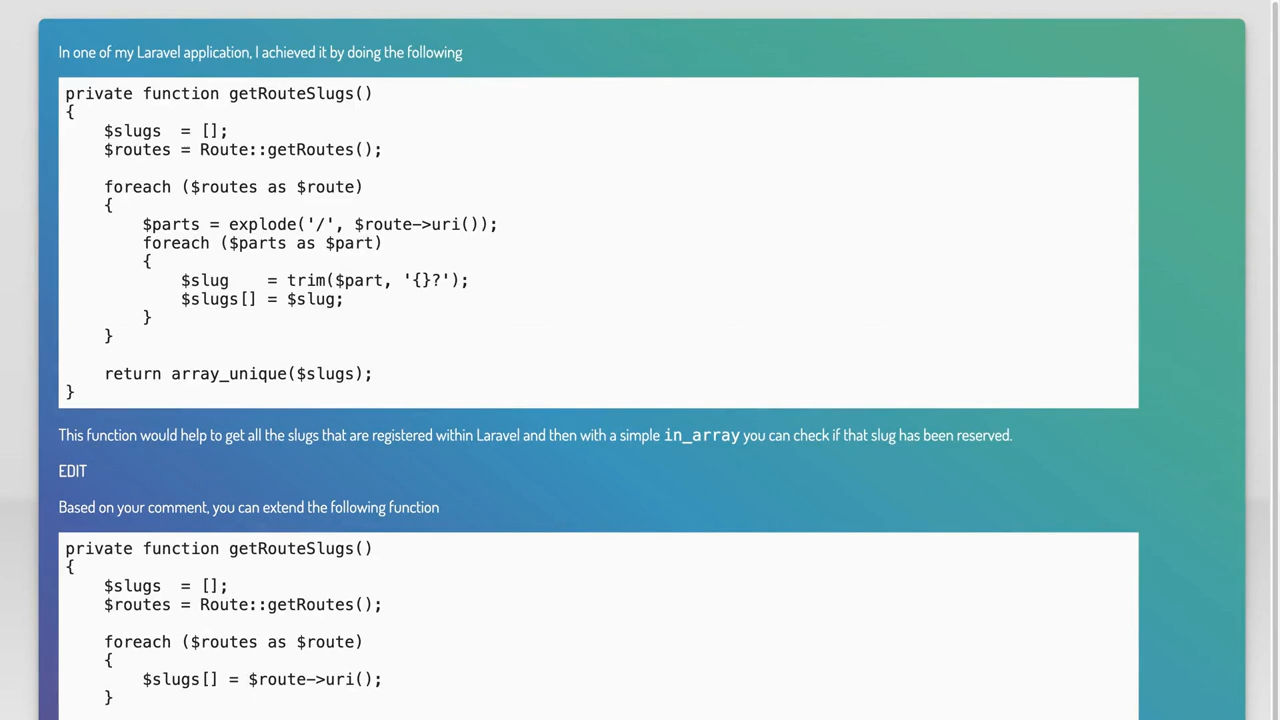 In one of my Laravel application, I achieved it by doing the following
private function getRouteSlugs()
{
    $slugs  = [];
    $routes = Route::getRoutes();

    foreach ($routes as $route)
    {
        $parts = explode('/', $route->uri());
        foreach ($parts as $part)
        {
            $slug    = trim($part, '{}?');
            $slugs[] = $slug;
        }
    }

    return array_unique($slugs);
}
This function would help to get all the slugs that are registered within Laravel and then with a simple in_array you can check if that slug has been reserved.
EDIT
Based on your comment, you can extend the following function
private function getRouteSlugs()
{
    $slugs  = [];
    $routes = Route::getRoutes();

    foreach ($routes as $route)
    {
        $slugs[] = $route->uri();
    }